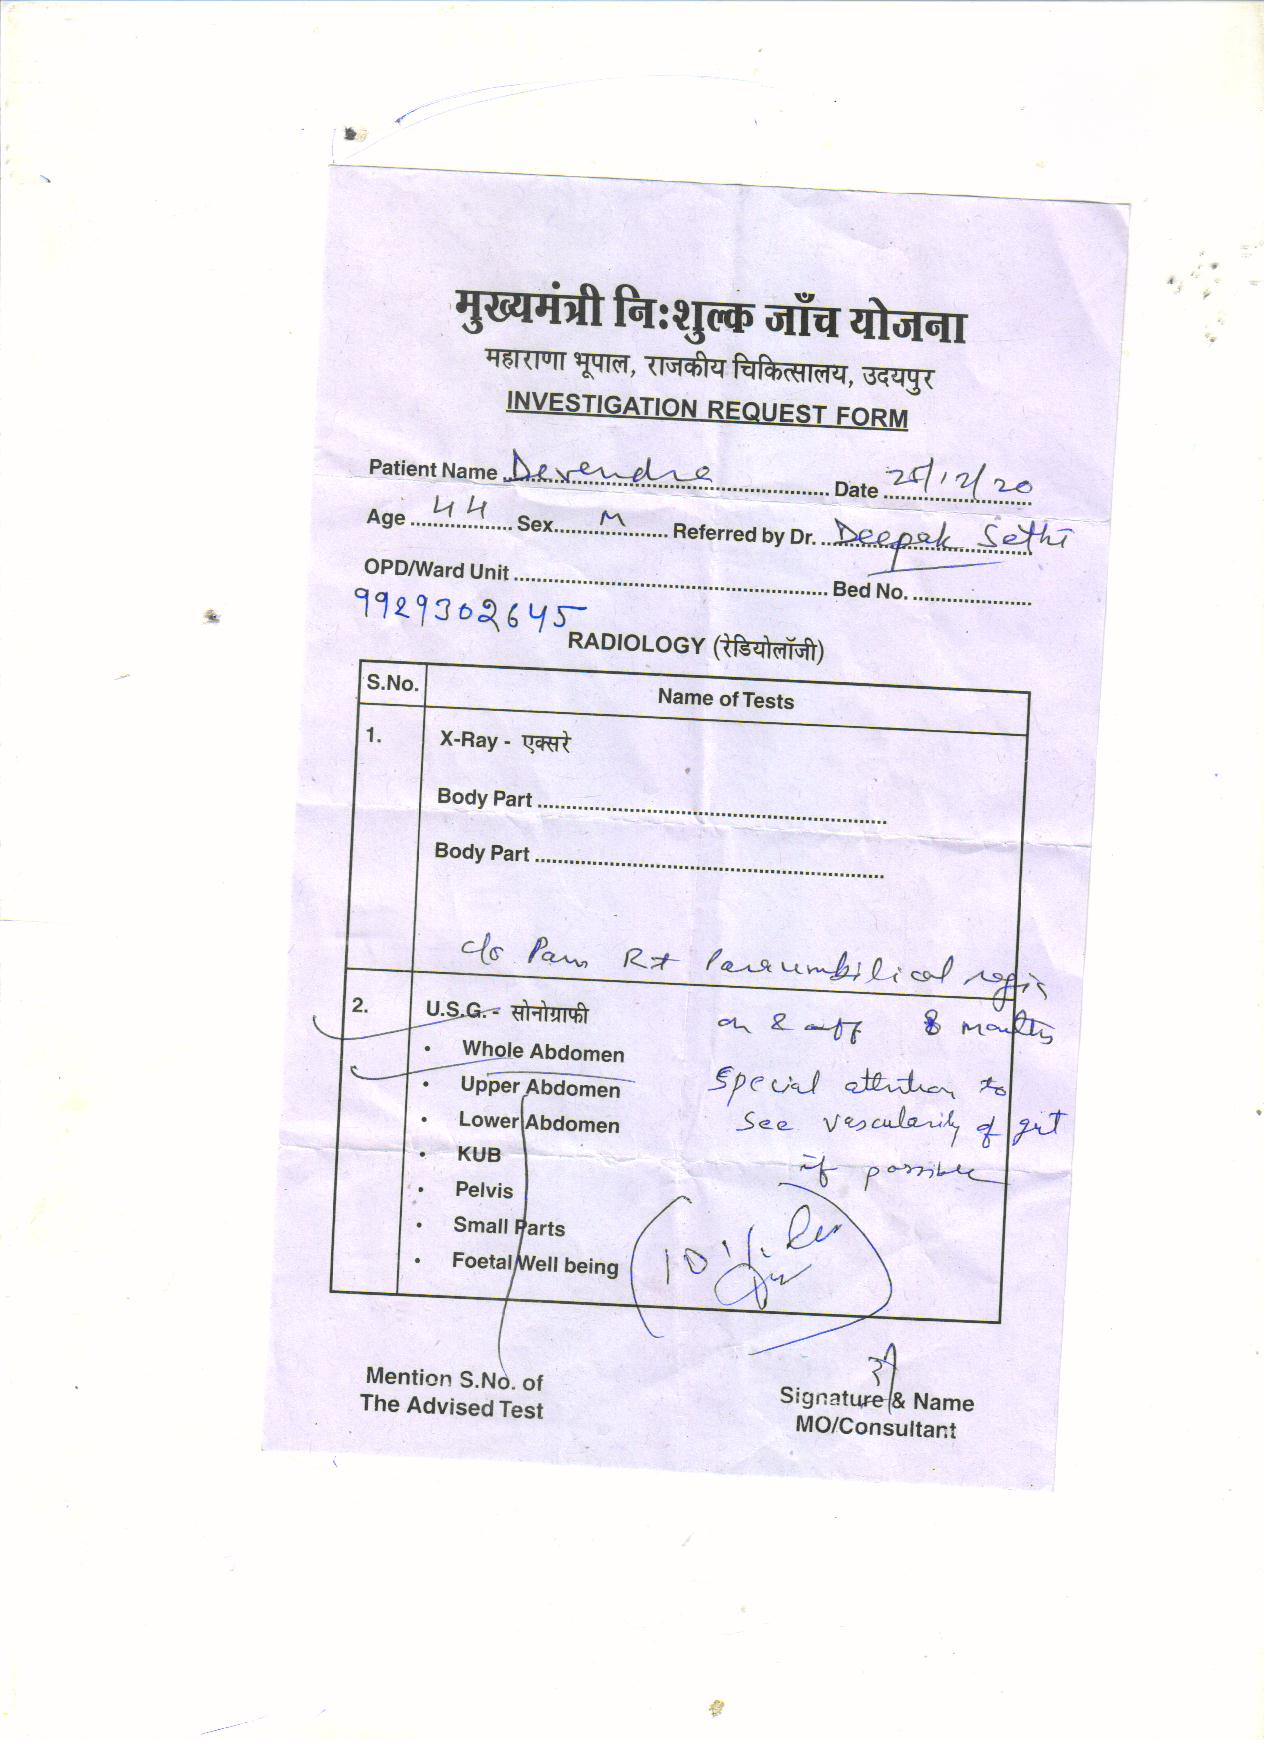 मुख्यमंत्री नि:शुल्क जाँच योजना
महाराणा भूपाल, राजकीय चिकित्सालय, उदयपुर
INVESTIGATION REQUEST FORM
Patient Name Devendra Date 25/12/20
Age 44 Sex M Referred by Dr. Deepak Sethi
OPD/Ward Unit Bed No.
9929302645
RADIOLOGY (रेडियोलॉजी)
S.No. Name of Tests
1. X-Ray - एक्सरे
Body Part
Body Part
c/o Pain Rt Paraumbilical region
2. U.S.G. - सोनोग्राफी on & off 8 months
• Whole Abdomen
• Upper Abdomen special attention to
• Lower Abdomen see vascularity of gut
• KUB if possible
• Pelvis
• Small Parts
• Foetal Well being 10
Mention S.No. of
The Advised Test
Signature & Name
MO/Consultant